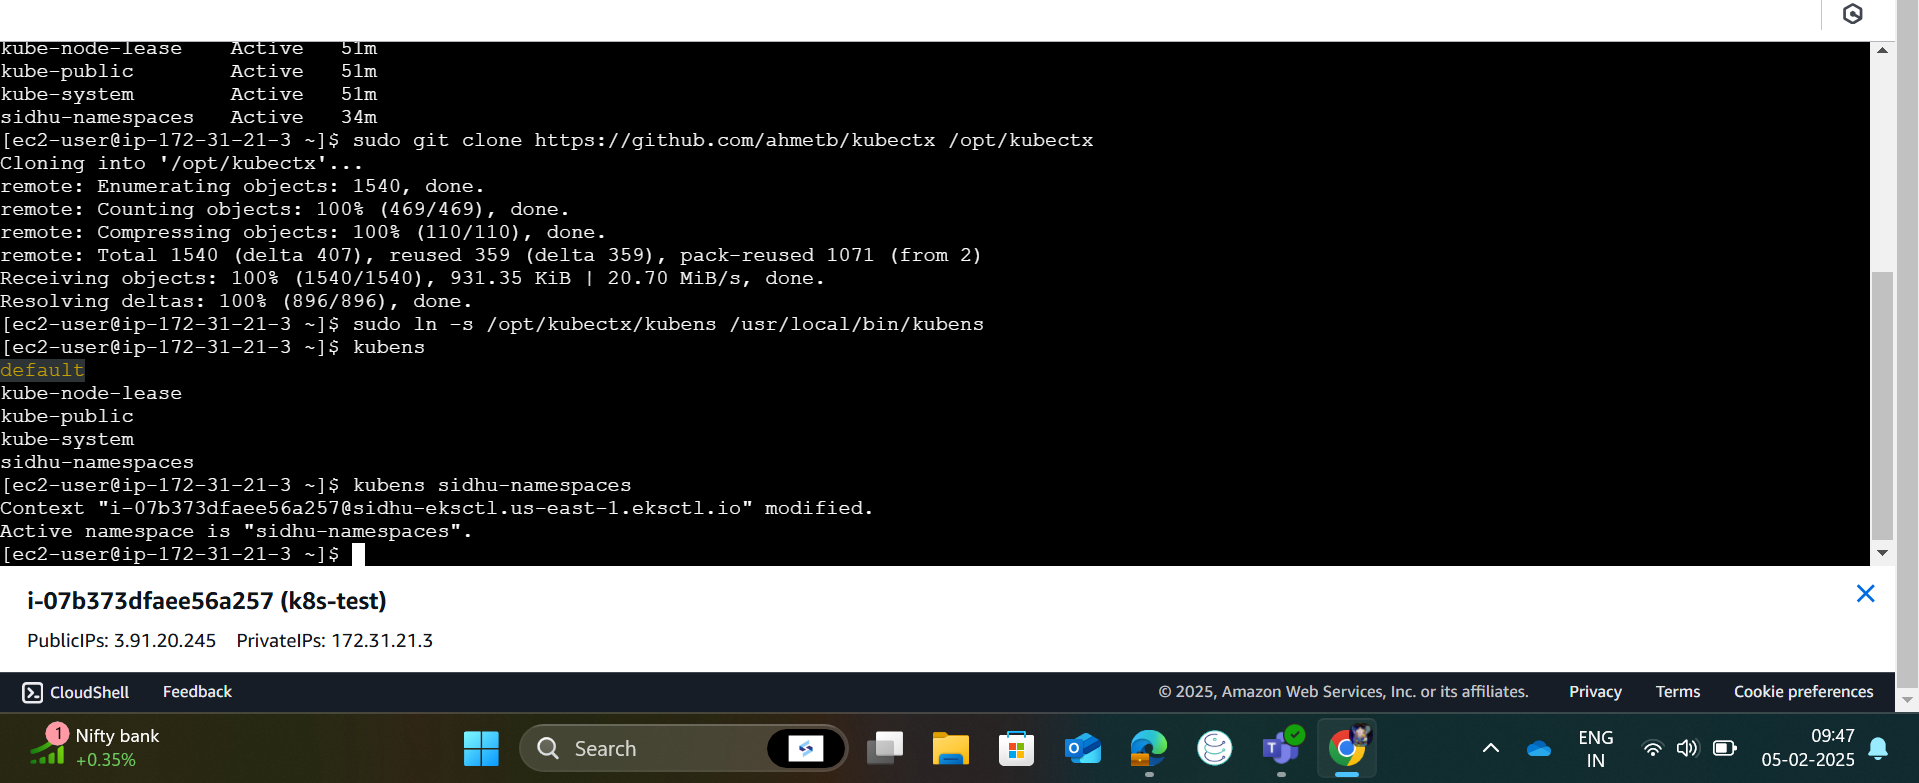 kube-node-lease    Active   51m
kube-public        Active   51m
kube-system        Active   51m
sidhu-namespaces   Active   34m
[ec2-user@ip-172-31-21-3 ~]$ sudo git clone https://github.com/ahmetb/kubectx /opt/kubectx
Cloning into '/opt/kubectx'...
remote: Enumerating objects: 1540, done.
remote: Counting objects: 100% (469/469), done.
remote: Compressing objects: 100% (110/110), done.
remote: Total 1540 (delta 407), reused 359 (delta 359), pack-reused 1071 (from 2)
Receiving objects: 100% (1540/1540), 931.35 KiB | 20.70 MiB/s, done.
Resolving deltas: 100% (896/896), done.
[ec2-user@ip-172-31-21-3 ~]$ sudo ln -s /opt/kubectx/kubens /usr/local/bin/kubens
[ec2-user@ip-172-31-21-3 ~]$ kubens
default
kube-node-lease
kube-public
kube-system
sidhu-namespaces
[ec2-user@ip-172-31-21-3 ~]$ kubens sidhu-namespaces
Context "i-07b373dfaee56a257@sidhu-eksctl.us-east-1.eksctl.io" modified.
Active namespace is "sidhu-namespaces".
[ec2-user@ip-172-31-21-3 ~]$
i-07b373dfaee56a257 (k8s-test)
PublicIPs: 3.91.20.245    PrivateIPs: 172.31.21.3
CloudShell    Feedback    © 2025, Amazon Web Services, Inc. or its affiliates.    Privacy    Terms    Cookie preferences
1 Nifty bank
+0.35%
Search
ENG
IN
09:47
05-02-2025